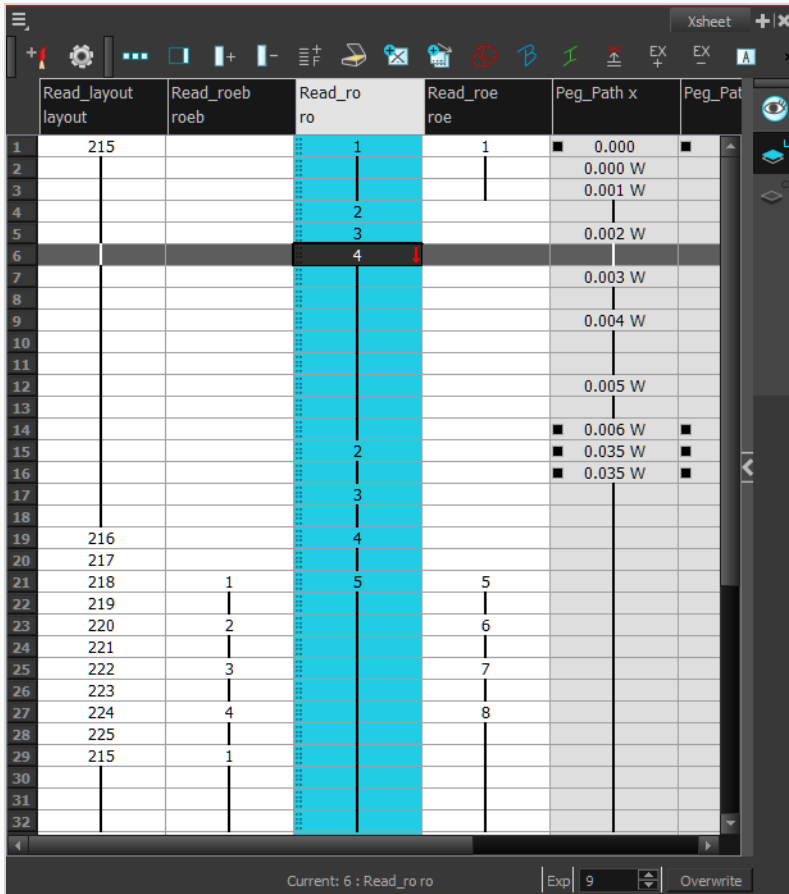 Xsheet
EX EX A
Read_layout Read_roeb Read_ro Read_roe Peg_Path x Peg_Pat
layout roeb ro roe
1 215 1 1 0.000
2 0.000 W
3 0.001 W
4 2
5 3 0.002 W
6 4
7 0.003 W
8
9 0.004 W
10
11
12 0.005 W
13
14 0.006 W
15 2 0.035 W
16 0.035 W
17 3
18
19 216 4
20 217
21 218 1 5 5
22 219
23 220 2 6
24 221
25 222 3 7
26 223
27 224 4 8
28 225
29 215 1
30
31
32
Current: 6 : Read_ro ro Exp 9 Overwrite